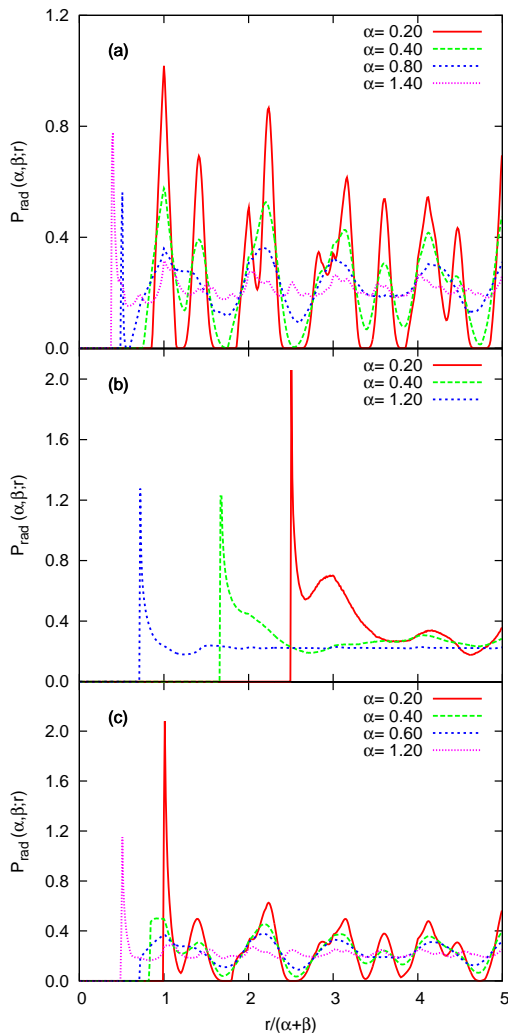 (a)
α= 0.20
α= 0.40
α= 0.80
α= 1.40
1.2
0.8
0.4
0.0
P_rad (α,β;r)
(b)
α= 0.20
α= 0.40
α= 1.20
2.0
1.6
1.2
0.8
0.4
0.0
P_rad (α,β;r)
(c)
α= 0.20
α= 0.40
α= 0.60
α= 1.20
2.0
1.6
1.2
0.8
0.4
0.0
P_rad (α,β;r)
0 1 2 3 4 5
r/(α+β)